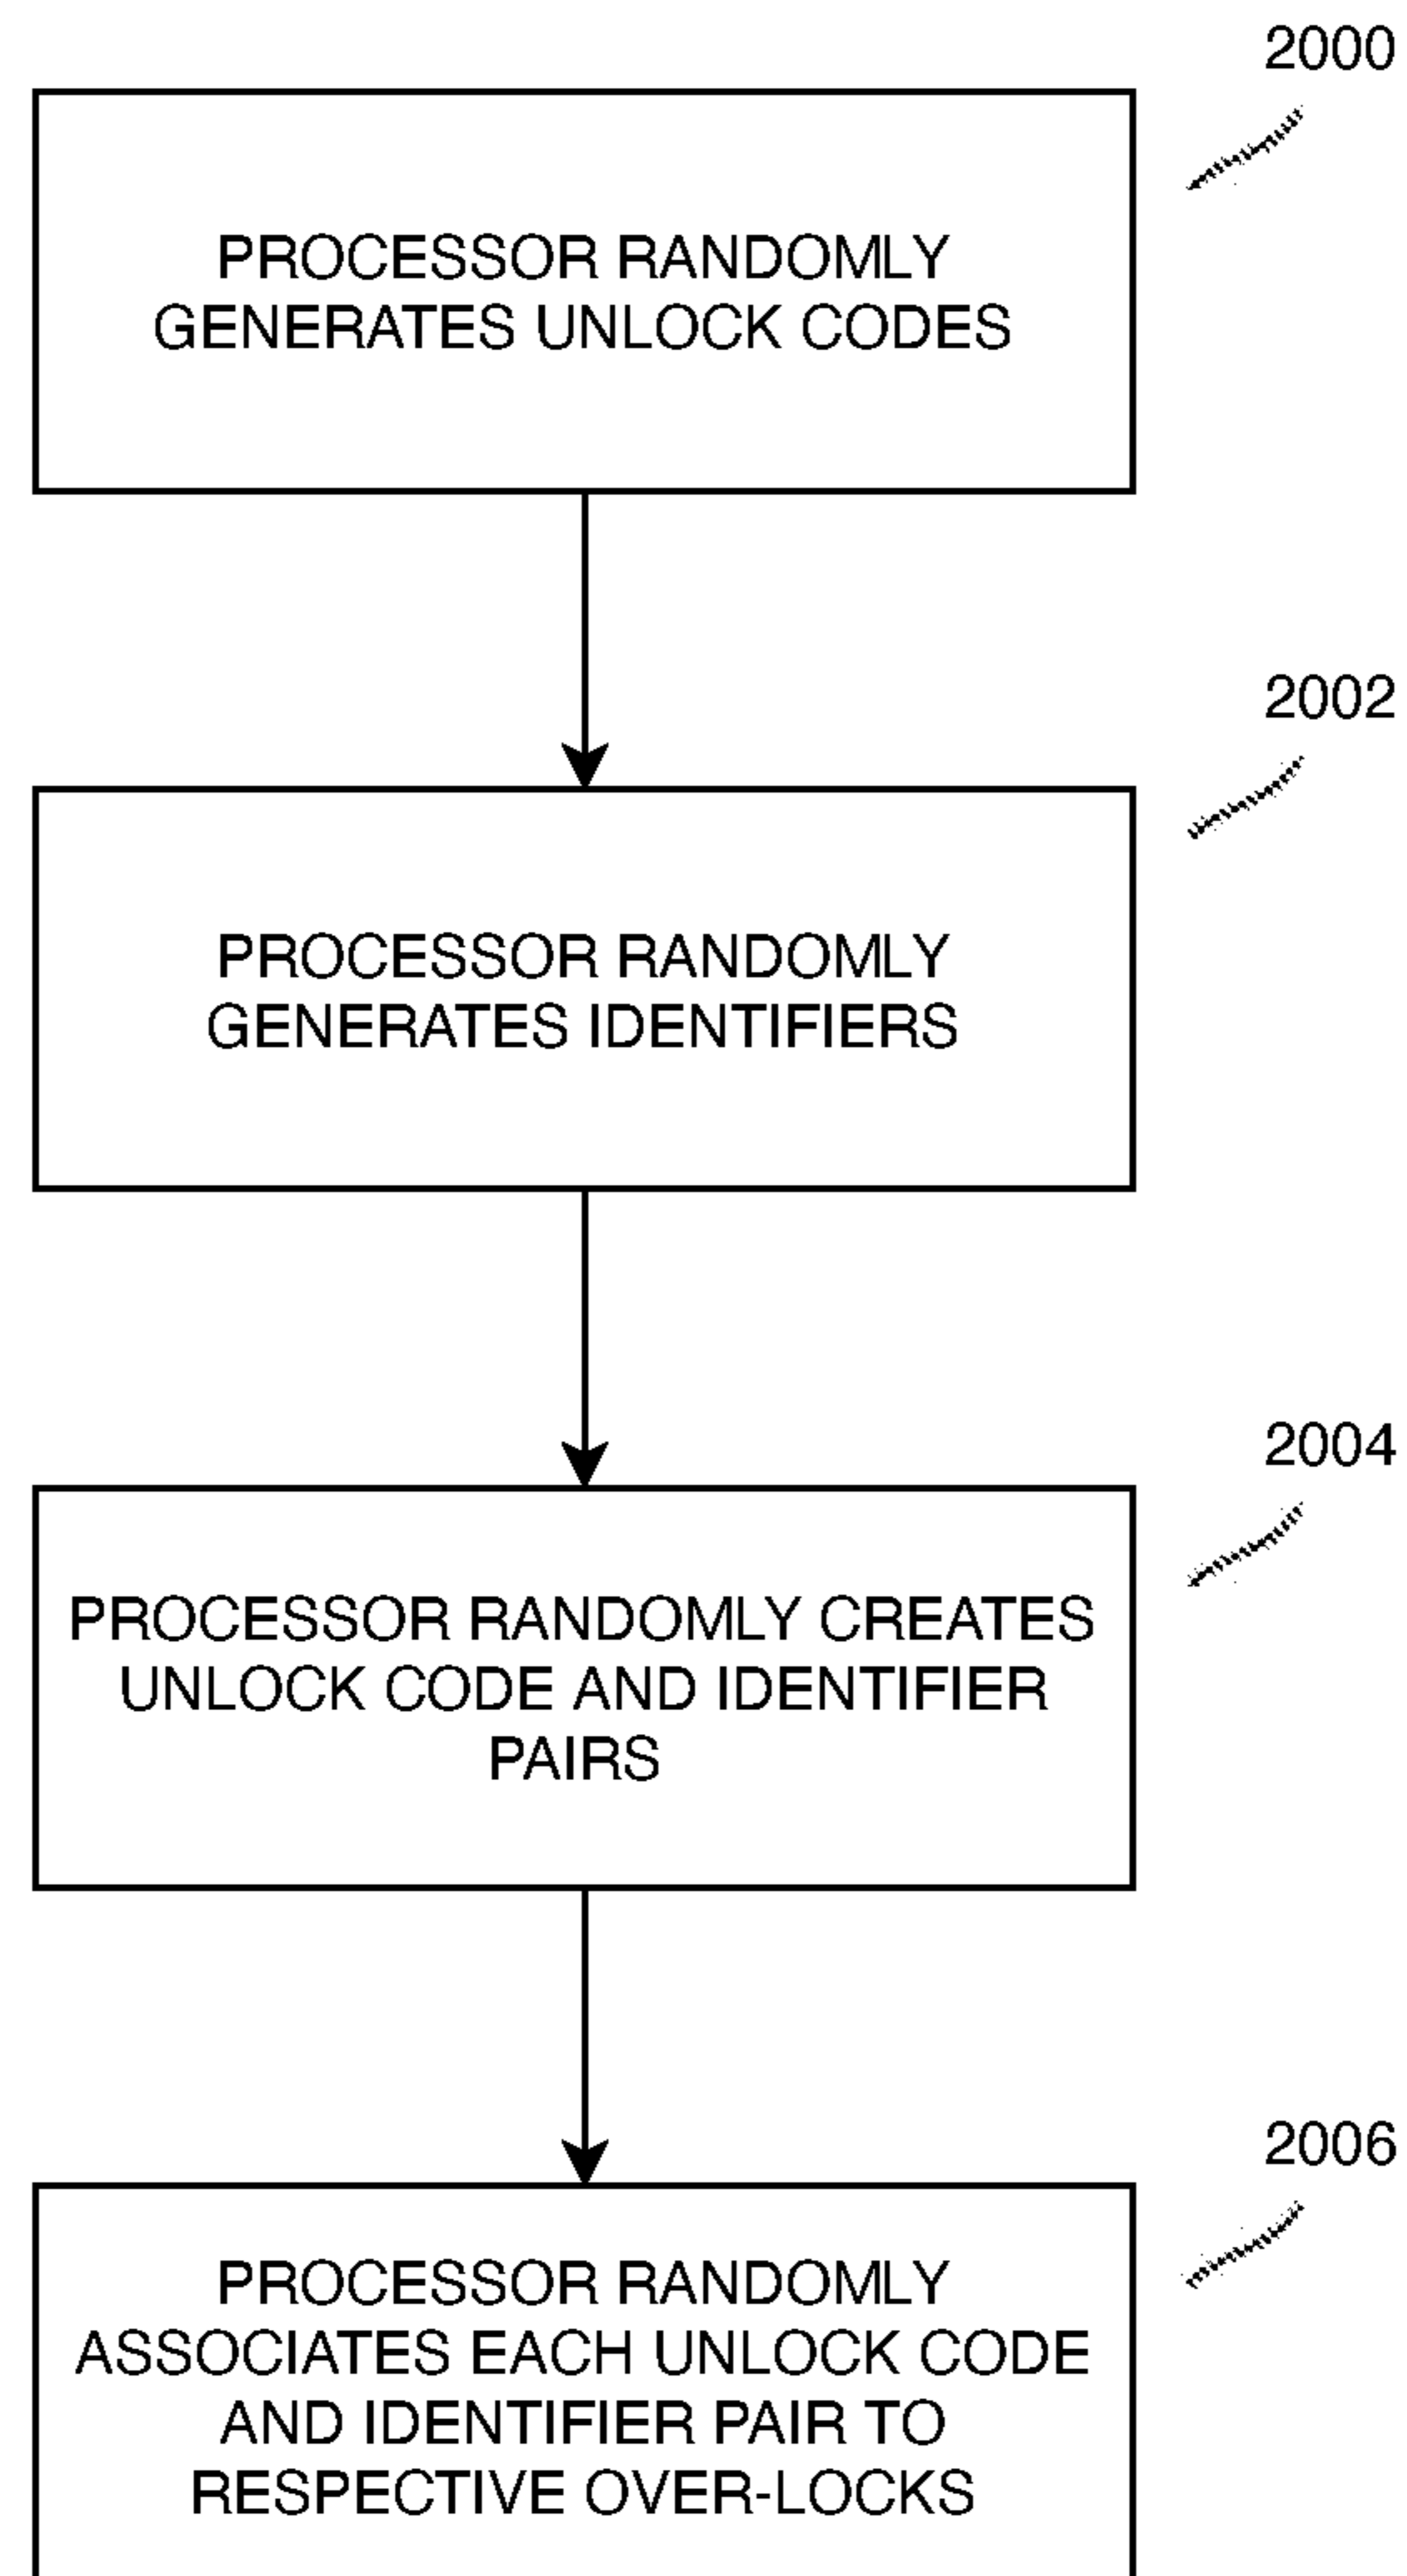 2000
PROCESSOR RANDOMLY
GENERATES UNLOCK CODES
2002
PROCESSOR RANDOMLY
GENERATES IDENTIFIERS
2004
PROCESSOR RANDOMLY CREATES
UNLOCK CODE AND IDENTIFIER
PAIRS
2006
PROCESSOR RANDOMLY
ASSOCIATES EACH UNLOCK CODE
AND IDENTIFIER PAIR TO
RESPECTIVE OVER-LOCKS